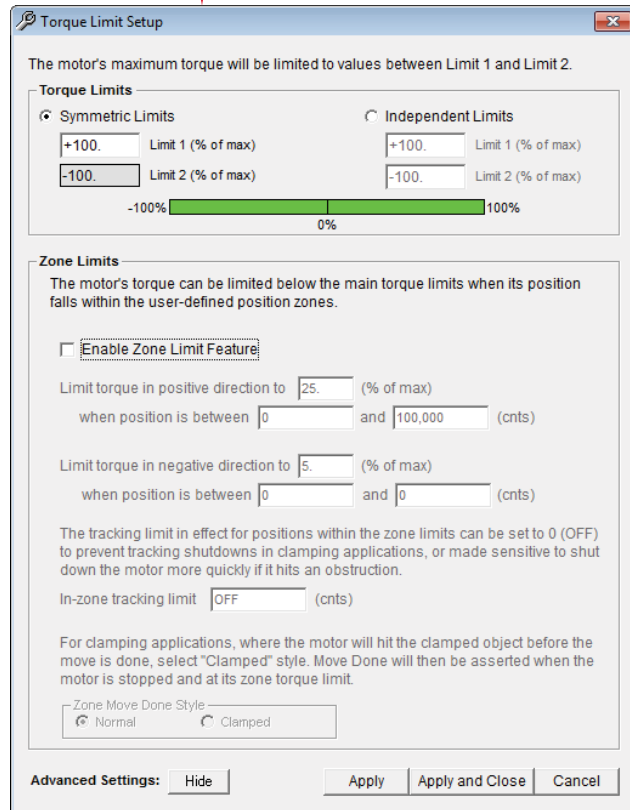 Torque Limit Setup
The motor's maximum torque will be limited to values between Limit 1 and Limit 2.
Torque Limits
Symmetric Limits
Independent Limits
+100. Limit 1 (% of max)
+100. Limit 1 (% of max)
-100. Limit 2 (% of max)
-100. Limit 2 (% of max)
-100% 100%
0%
Zone Limits
The motor's torque can be limited below the main torque limits when its position
falls within the user-defined position zones.
Enable Zone Limit Feature
Limit torque in positive direction to 25. (% of max)
when position is between 0 and 100,000 (cnts)
Limit torque in negative direction to 5. (% of max)
when position is between 0 and 0 (cnts)
The tracking limit in effect for positions within the zone limits can be set to 0 (OFF)
to prevent tracking shutdowns in clamping applications, or made sensitive to shut
down the motor more quickly if it hits an obstruction.
In-zone tracking limit OFF (cnts)
For clamping applications, where the motor will hit the clamped object before the
move is done, select "Clamped" style. Move Done will then be asserted when the
motor is stopped and at its zone torque limit.
Zone Move Done Style
Normal Clamped
Advanced Settings: Hide Apply Apply and Close Cancel